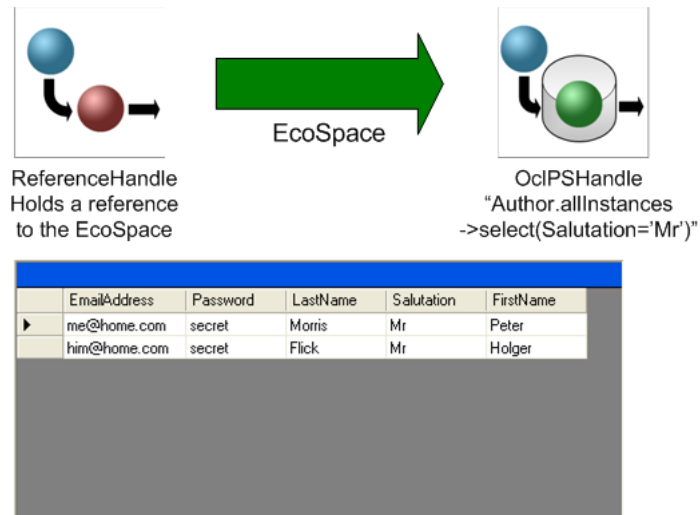 EcoSpace
ReferenceHandle
Holds a reference
to the EcoSpace
OclPSHandle
“Author.allInstances
->select(Salutation=’Mr’)”
EmailAddress Password LastName Salutation FirstName
me@home.com secret Morris Mr Peter
him@home.com secret Flick Mr Holger